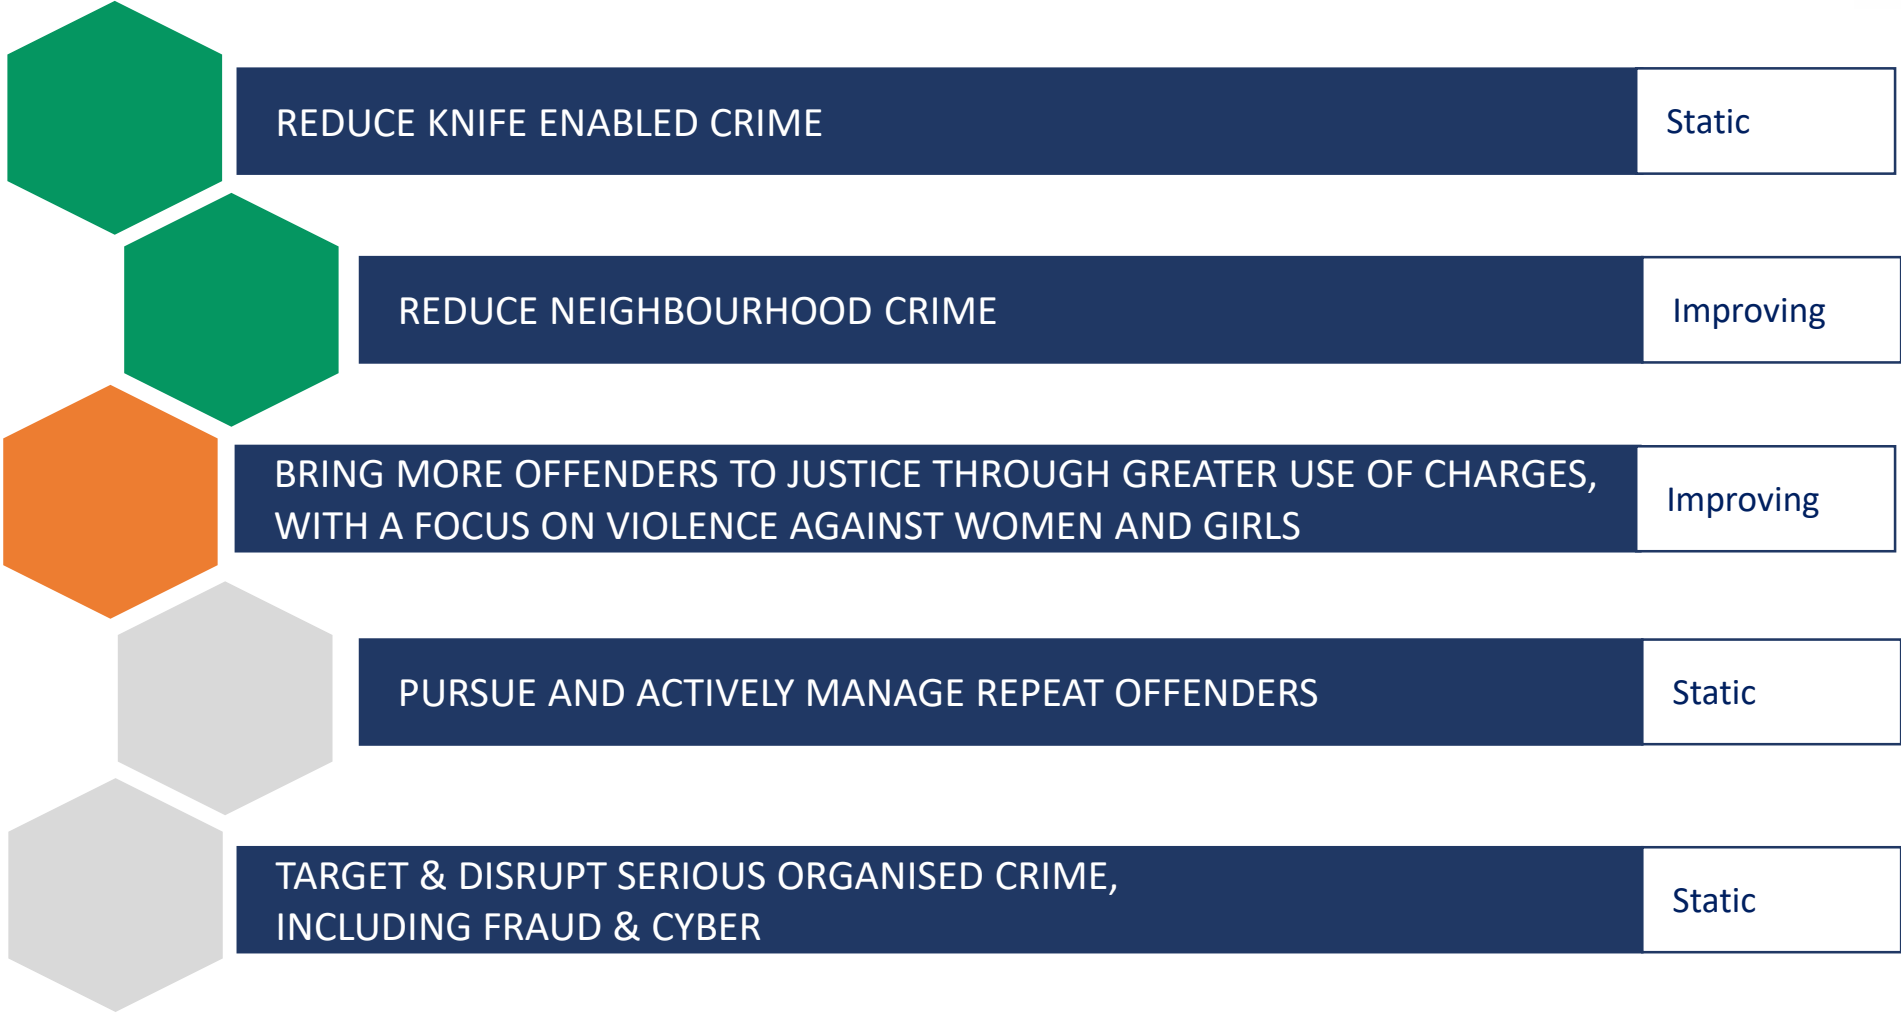 REDUCE KNIFE ENABLED CRIME
Static
REDUCE NEIGHBOURHOOD CRIME
Improving
BRING MORE OFFENDERS TO JUSTICE THROUGH GREATER USE OF CHARGES,
WITH A FOCUS ON VIOLENCE AGAINST WOMEN AND GIRLS
Improving
PURSUE AND ACTIVELY MANAGE REPEAT OFFENDERS
Static
TARGET & DISRUPT SERIOUS ORGANISED CRIME,
INCLUDING FRAUD & CYBER
Static